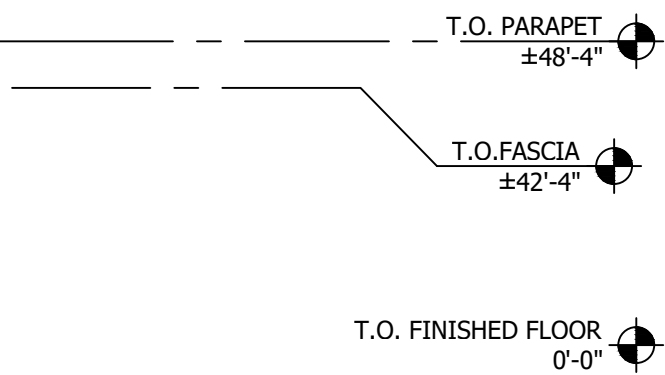 T.O. PARAPET
±48'-4"
T.O.FASCIA
±42'-4"
T.O. FINISHED FLOOR
0'-0"